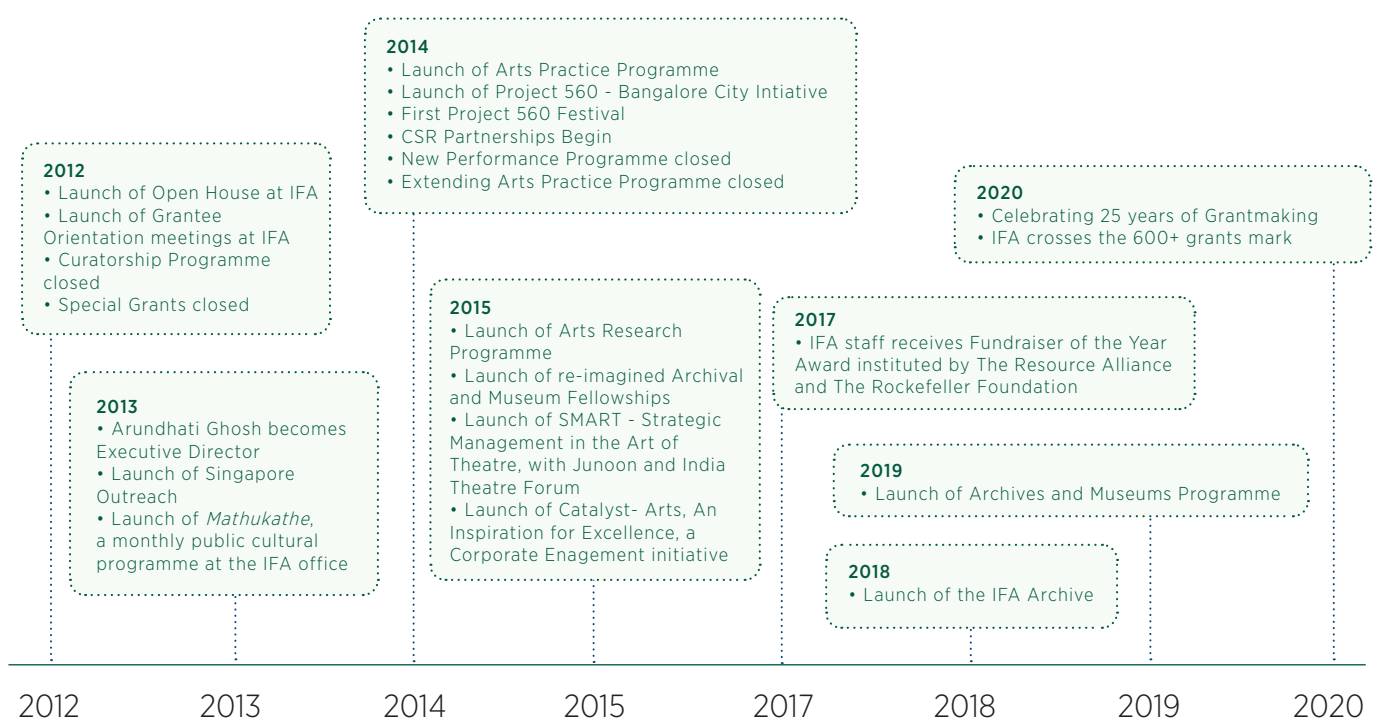 2012
• Launch of Open House at IFA
• Launch of Grantee
Orientation meetings at IFA
• Curatorship Programme
closed
• Special Grants closed
2013
• Arundhati Ghosh becomes
Executive Director
• Launch of Singapore
Outreach
• Launch of Mathukathe,
a monthly public cultural
programme at the IFA office
2014
• Launch of Arts Practice Programme
• Launch of Project 560 - Bangalore City Intiative
• First Project 560 Festival
• CSR Partnerships Begin
• New Performance Programme closed
• Extending Arts Practice Programme closed
2015
• Launch of Arts Research
Programme
• Launch of re-imagined Archival
and Museum Fellowships
• Launch of SMART - Strategic
Management in the Art of
Theatre, with Junoon and India
Theatre Forum
• Launch of Catalyst- Arts, An
Inspiration for Excellence, a
Corporate Enagement initiative
2017
• IFA staff receives Fundraiser of the Year
Award instituted by The Resource Alliance
and The Rockefeller Foundation
2018
• Launch of the IFA Archive
2019
• Launch of Archives and Museums Programme
2020
• Celebrating 25 years of Grantmaking
• IFA crosses the 600+ grants mark
2012 2013 2014 2015 2017 2018 2019 2020